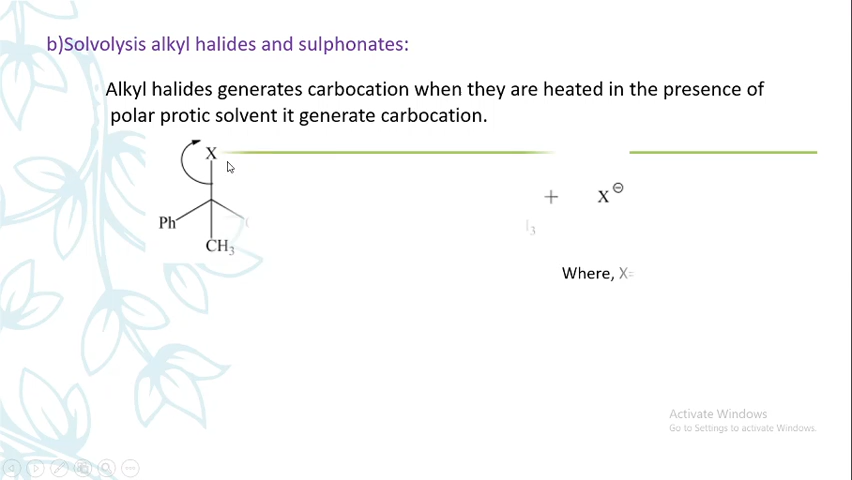 b)Solvolysis alkyl halides and sulphonates:
Alkyl halides generates carbocation when they are heated in the presence of
polar protic solvent it generate carbocation.
X
+ X⊖
Ph
CH₃
Where, X=
Activate Windows
Go to Settings to activate Windows.